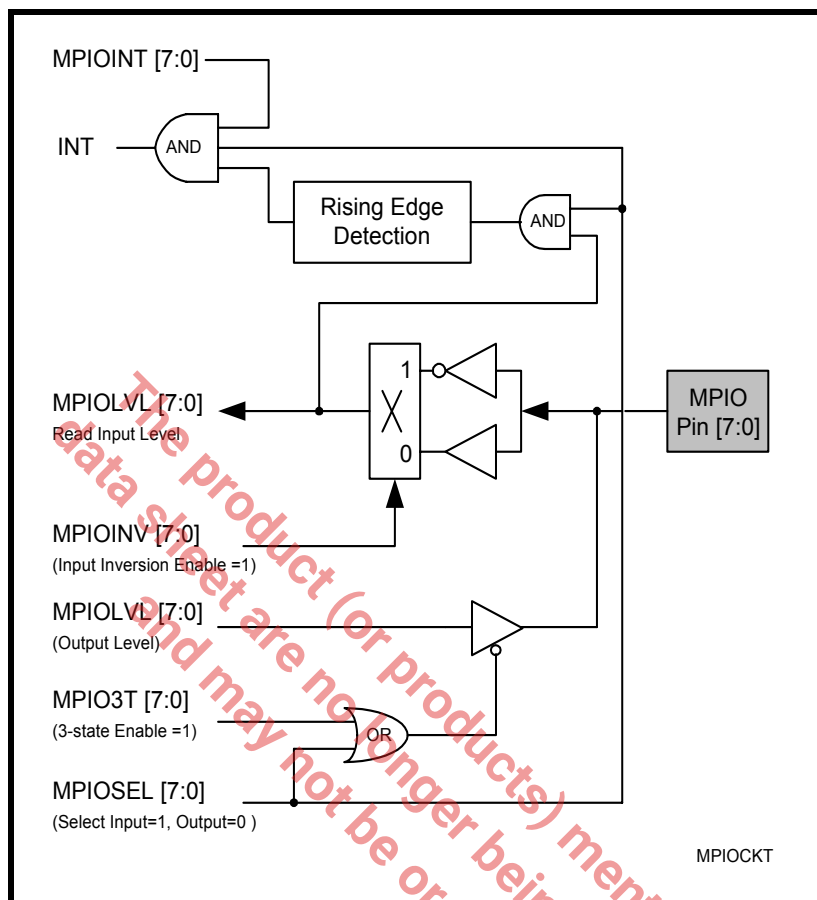 MPIOINT [7:0]
INT
AND
Rising Edge
Detection
AND
1
0
MPIOLVL [7:0]
Read Input Level
MPIO
Pin [7:0]
MPIOINV [7:0]
(Input Inversion Enable =1)
MPIOLVL [7:0]
(Output Level)
MPIO3T [7:0]
(3-state Enable =1)
OR
MPIOSEL [7:0]
(Select Input=1, Output=0 )
MPIOCKT
The product (or products)
data sheet are no longer
and may not be